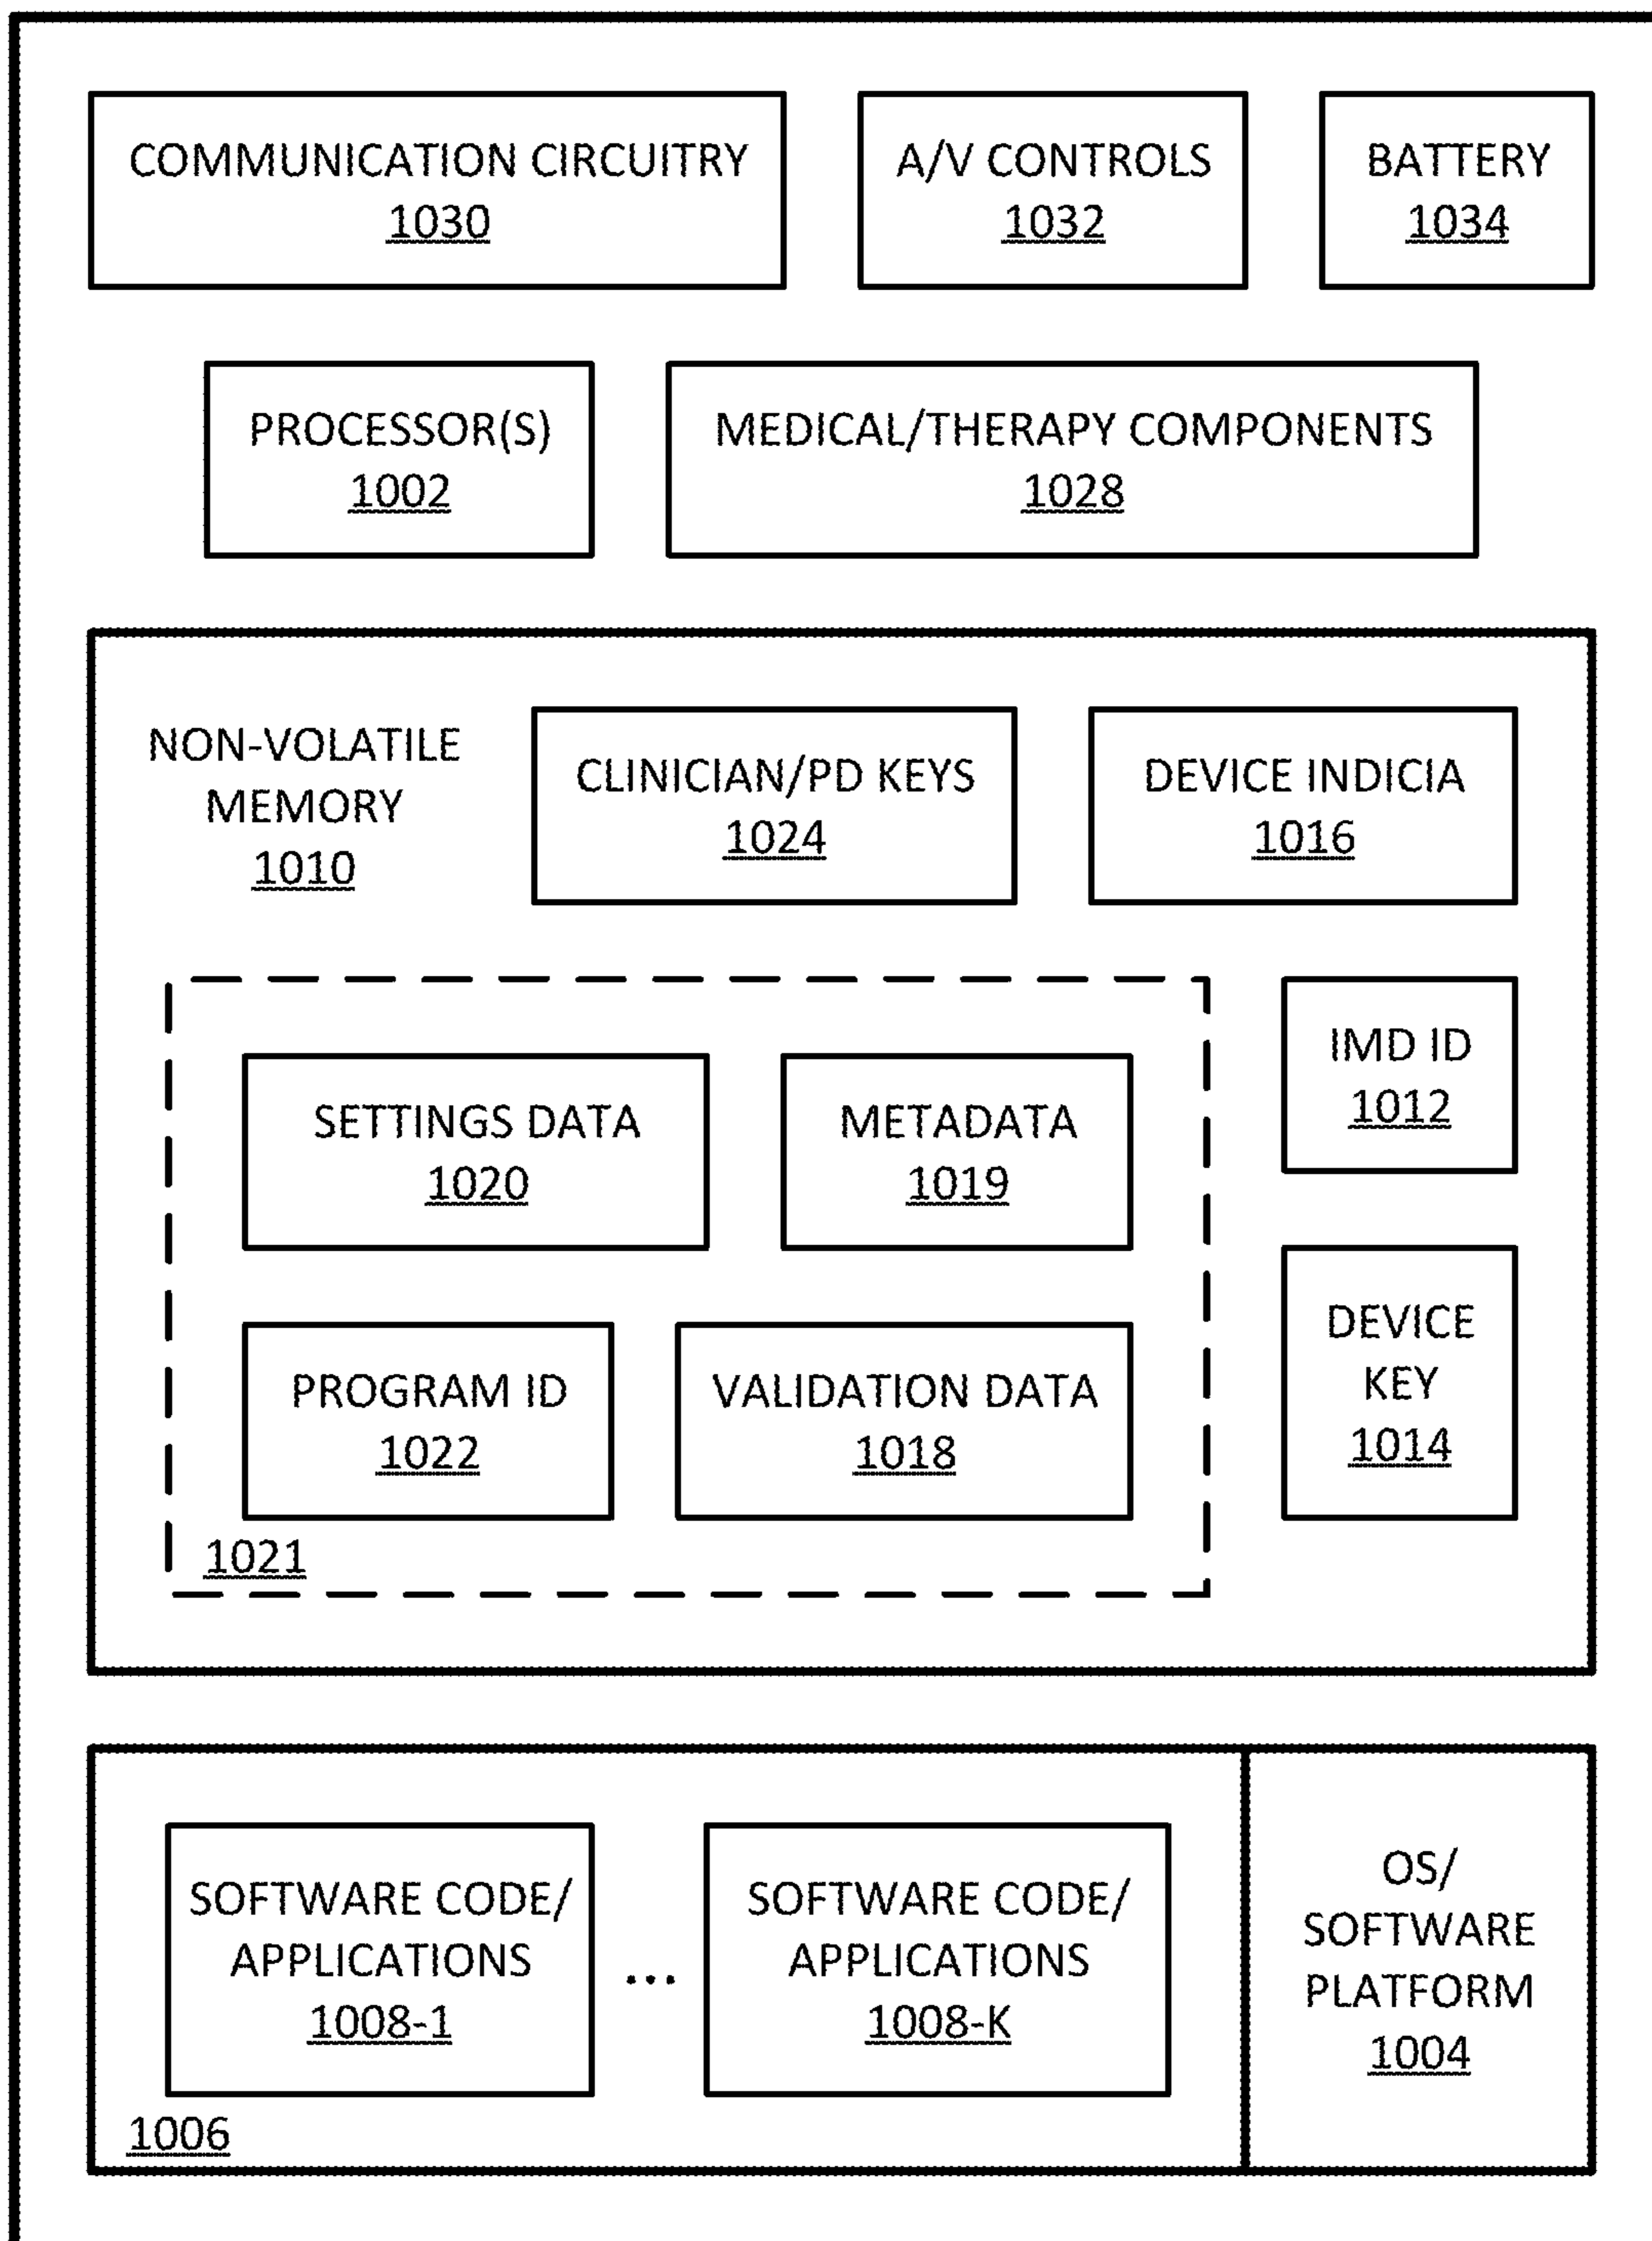 COMMUNICATION CIRCUITRY
1030
A/V CONTROLS
1032
BATTERY
1034
PROCESSOR(S)
1002
MEDICAL/THERAPY COMPONENTS
1028
NON-VOLATILE
MEMORY
1010
CLINICIAN/PD KEYS
1024
DEVICE INDICIA
1016
SETTINGS DATA
1020
METADATA
1019
IMD ID
1012
PROGRAM ID
1022
VALIDATION DATA
1018
DEVICE
KEY
1014
1021
SOFTWARE CODE/
APPLICATIONS
1008-1
...
SOFTWARE CODE/
APPLICATIONS
1008-K
OS/
SOFTWARE
PLATFORM
1004
1006